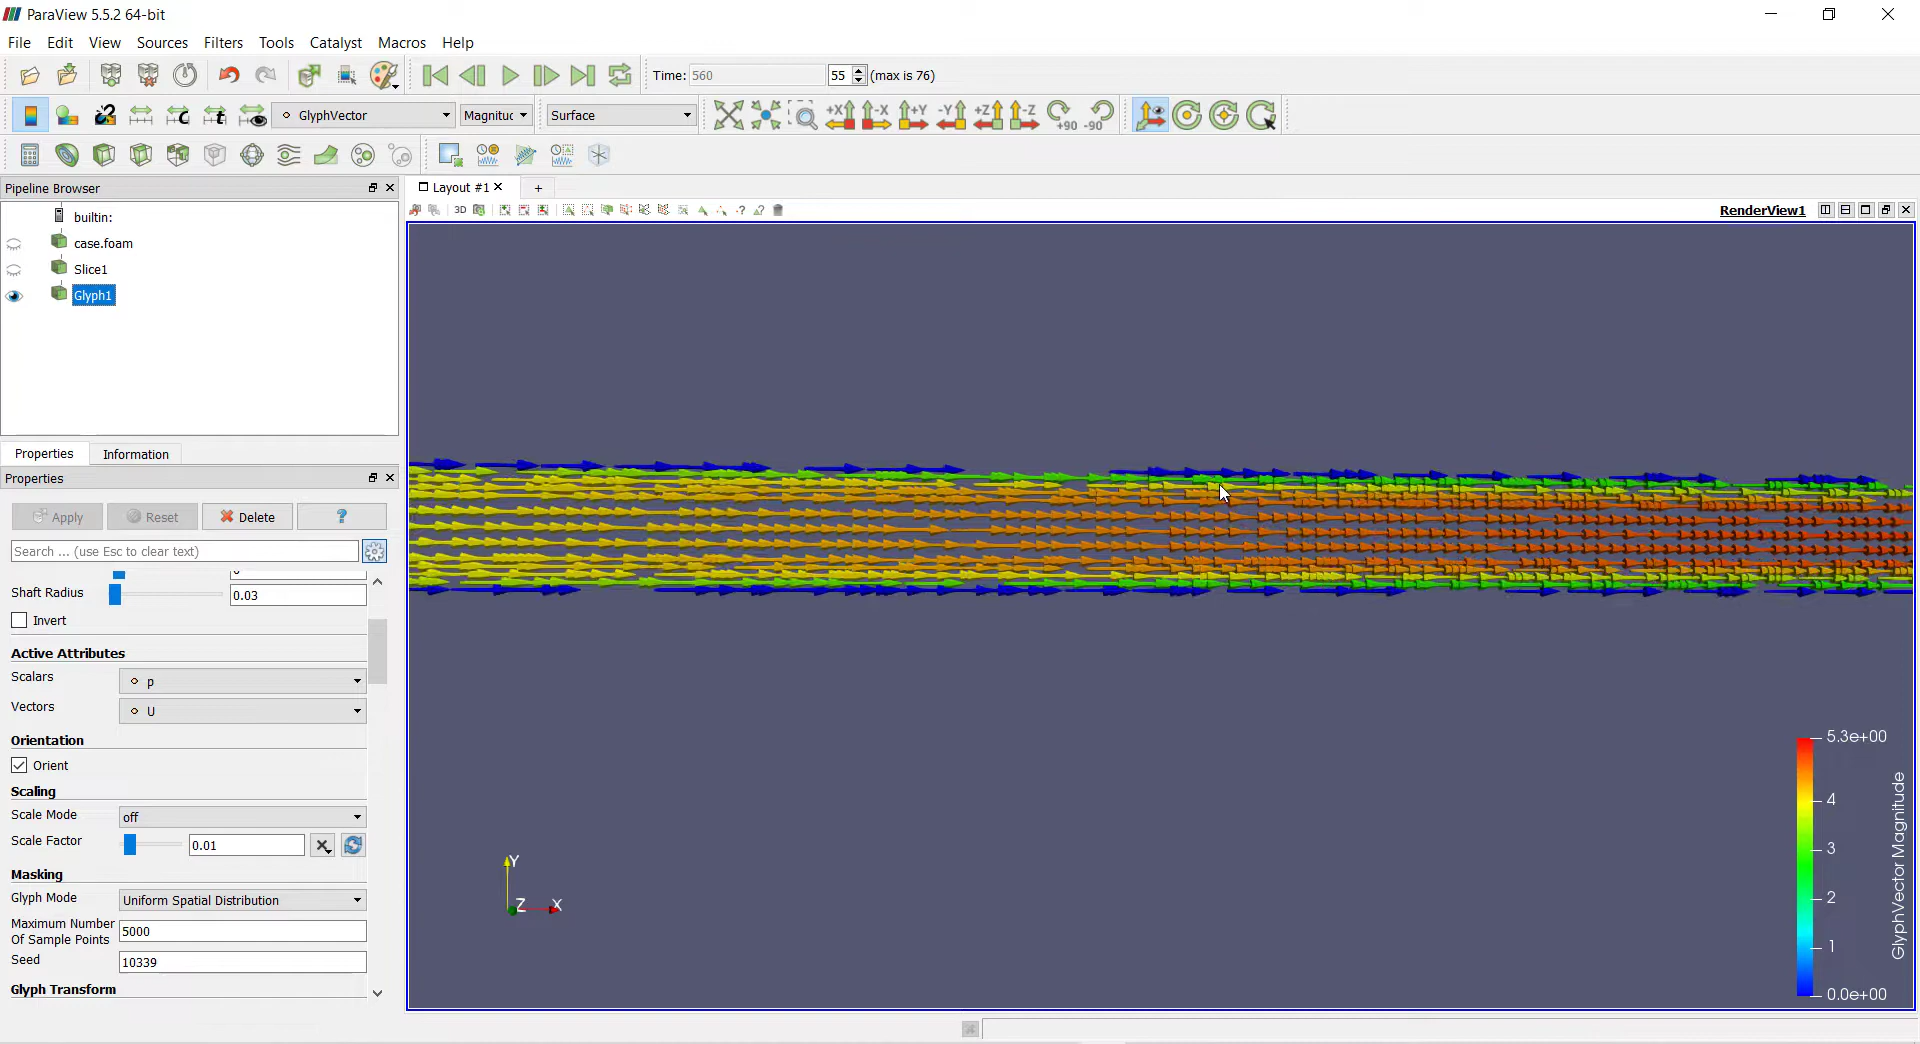 ParaView 5.5.2 64-bit
File Edit View Sources Filters Tools Catalyst Macros Help
Time: 560 55 (max is 76)
GlyphVector Magnituc Surface +X -X +Y -Y +Z -Z +90 -90
Pipeline Browser
Layout #1 +
builtin:
case.foam
Slice1
Glyph1
3D
RenderView1
Properties Information
Properties
Apply Reset Delete ?
Search ... (use Esc to clear text)
Shaft Radius 0.03
Invert
Active Attributes
Scalars p
Vectors U
Orientation
Orient
Scaling
Scale Mode off
Scale Factor 0.01
Masking
Glyph Mode Uniform Spatial Distribution
Maximum Number
Of Sample Points 5000
Seed 10339
Glyph Transform
Y
Z X
5.3e+00
4
3
2
1
0.0e+00
GlyphVector Magnitude